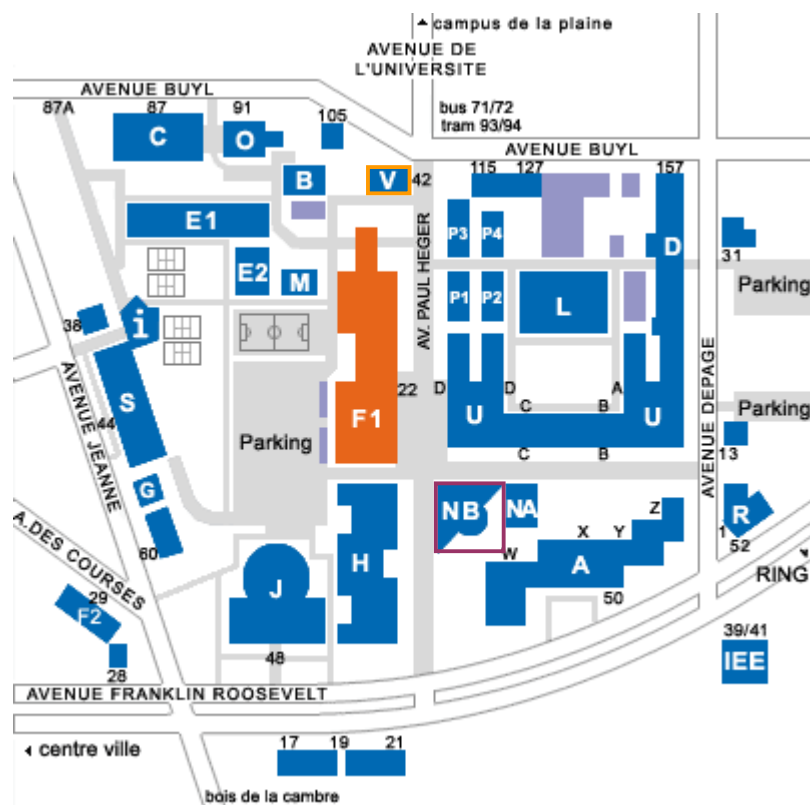 campus de la plaine
AVENUE DE
L'UNIVERSITE
AVENUE BUYL
87A
87
91
105
bus 71/72
tram 93/94
AVENUE BUYL
C
O
B
V
42
115
127
157
E1
P3
P4
D
31
E2
M
P1
P2
L
Parking
AV. PAUL HEGER
38
i
S
44
AVENUE JEANNE
Parking
F1
22
D
D
A
C
B
U
U
C
B
AVENUE DEPAGE
Parking
13
G
60
A.DES COURSES
29
F2
28
J
48
H
NB
NA
W
X
Y
Z
A
50
R
1
52
RING
39/41
IEE
AVENUE FRANKLIN ROOSEVELT
centre ville
17
19
21
bois de la cambre